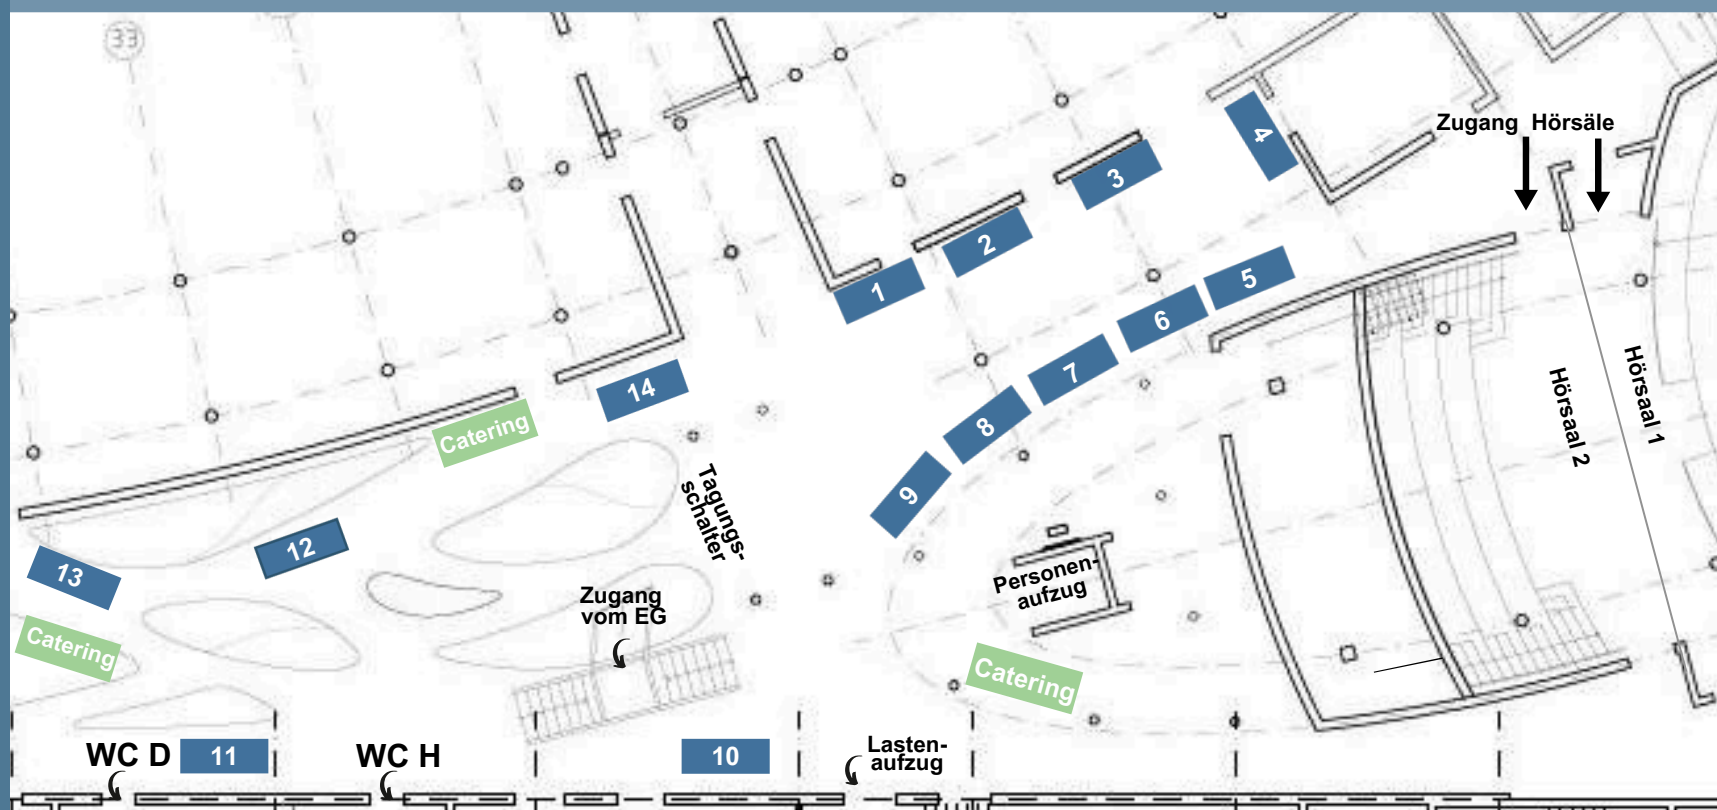 33
4
Zugang Hörsäle
3
2
1
5
6
7
8
9
14
Catering
Hörsaal 1
Hörsaal 2
Tagungs-
schalter
12
13
Personen-
aufzug
Zugang
vom EG
Catering
Catering
WC D
11
WC H
10
Lasten-
aufzug